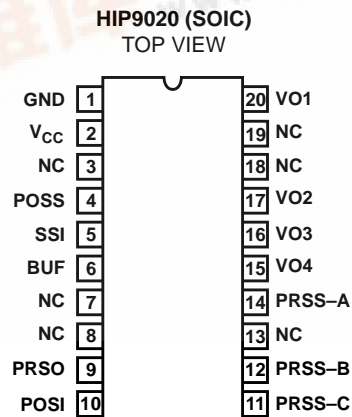 HIP9020 (SOIC)
TOP VIEW
GND 1 20 VO1
VCC 2 19 NC
NC 3 18 NC
POSS 4 17 VO2
SSI 5 16 VO3
BUF 6 15 VO4
NC 7 14 PRSS–A
NC 8 13 NC
PRSO 9 12 PRSS–B
POSI 10 11 PRSS–C